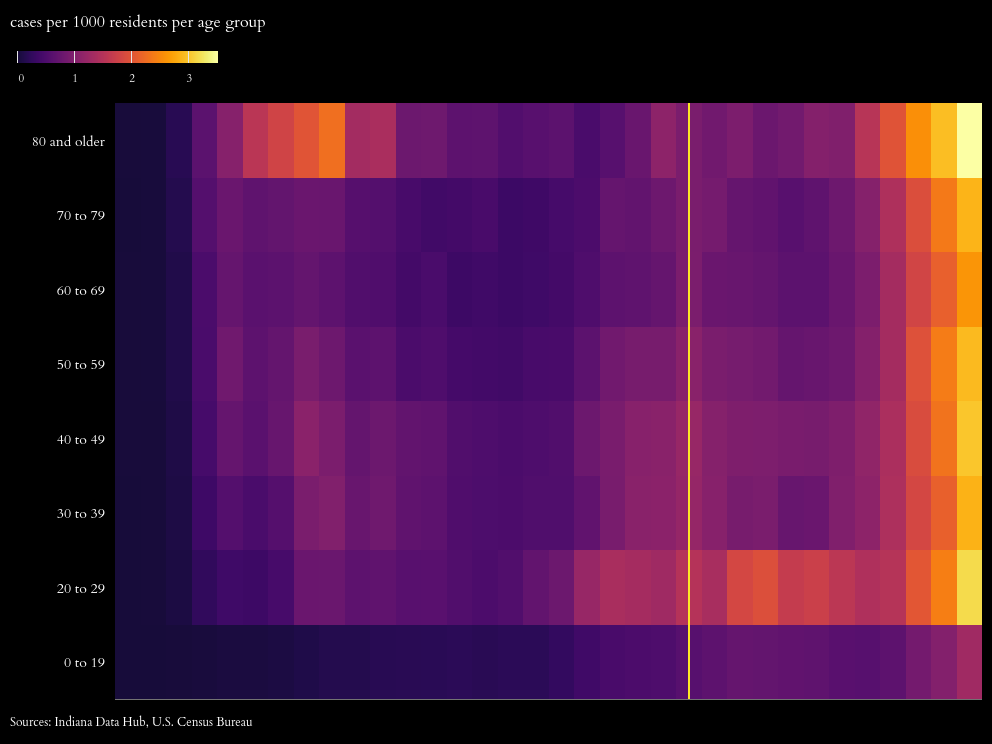 cases per 1000 residents per age group
0 1 2 3
80 and older
70 to 79
60 to 69
50 to 59
40 to 49
30 to 39
20 to 29
0 to 19
Sources: Indiana Data Hub, U.S. Census Bureau